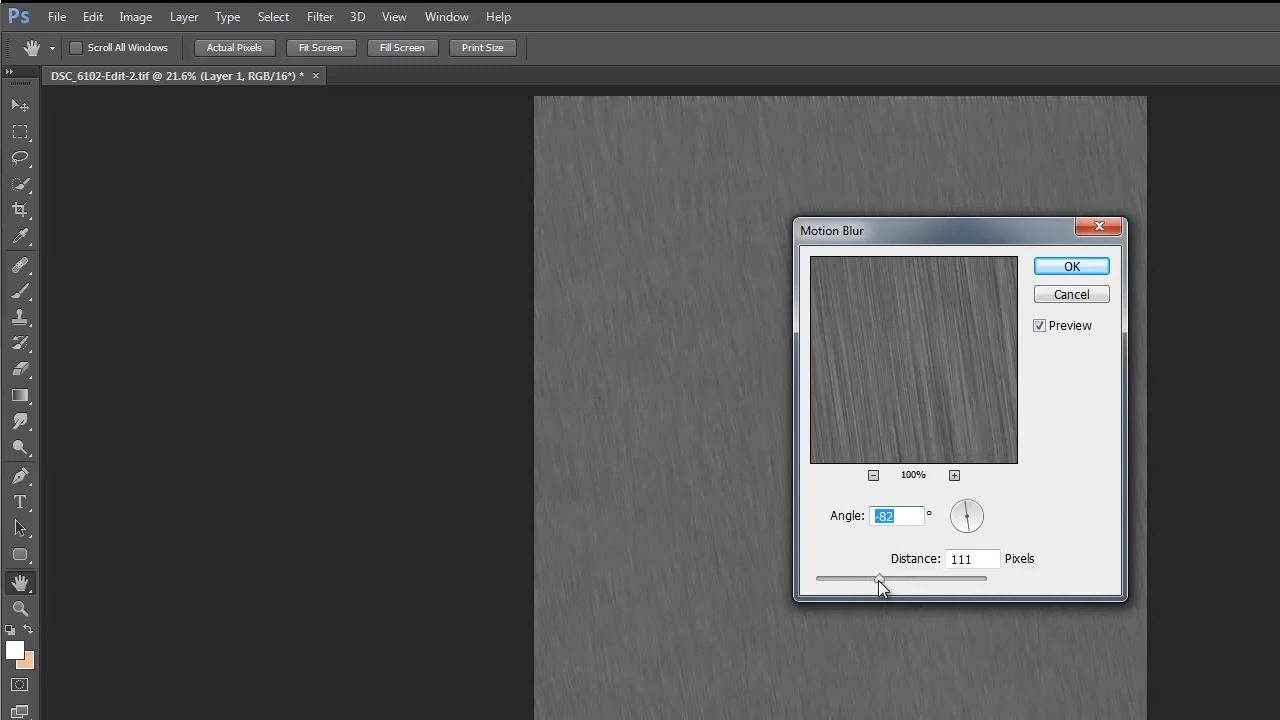 Ps File Edit Image Layer Type Select Filter 3D View Window Help
Scroll All Windows Actual Pixels Fit Screen Fill Screen Print Size
DSC_6102-Edit-2.tif @ 21.6% (Layer 1, RGB/16*) * ×
Motion Blur
OK
Cancel
Preview
100%
Angle: -82 °
Distance: 111 Pixels
T